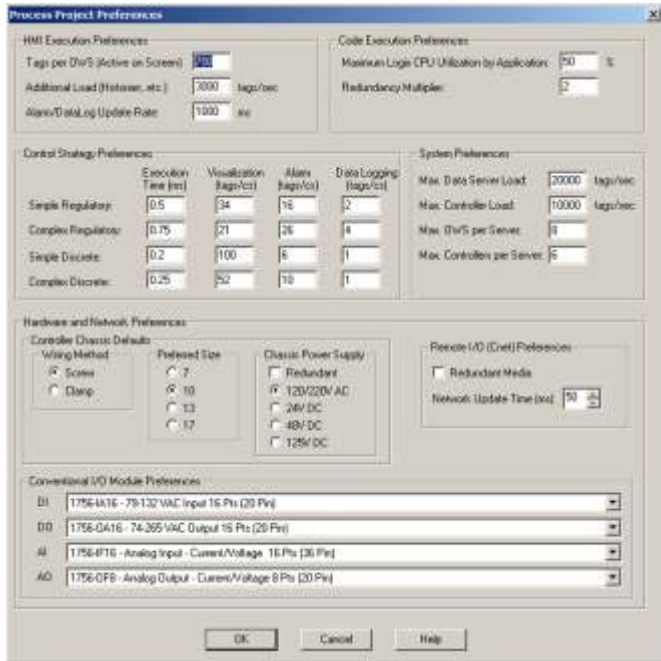 Process Project Preferences
HMI Execution Preferences
Tags per OWS (Active on Screen):
Additional Load (Historian, etc.): 3000 tags/sec
Alarm/DataLog Update Rate: 1000 ms
Code Execution Preferences
Maximum Logix CPU Utilization by Application: 50 %
Redundancy Multiplier: 2
Control Strategy Preferences
Execution Time (ms) Visualization (tags/cs) Alarm (tags/cs) Data Logging (tags/cs)
Simple Regulatory: 0.5 34 16 2
Complex Regulatory: 0.75 21 26 4
Simple Discrete: 0.2 100 6 1
Complex Discrete: 0.25 52 10 1
System Preferences
Max. Data Server Load: 20000 tags/sec
Max. Controller Load: 10000 tags/sec
Max. OWS per Server: 8
Max. Controllers per Server: 6
Hardware and Network Preferences
Controller Chassis Defaults
Wiring Method
Screw
Clamp
Preferred Size
7
10
13
17
Chassis Power Supply
Redundant
120/220V AC
24V DC
48V DC
125V DC
Remote I/O (Cnet) Preferences
Redundant Media
Network Update Time (ms): 50
Conventional I/O Module Preferences
DI 1756-IA16 - 79-132 VAC Input 16 Pts (20 Pin)
DO 1756-OA16 - 74-265 VAC Output 16 Pts (20 Pin)
AI 1756-IF16 - Analog Input - Current/Voltage 16 Pts (36 Pin)
AO 1756-OF8 - Analog Output - Current/Voltage 8 Pts (20 Pin)
OK Cancel Help